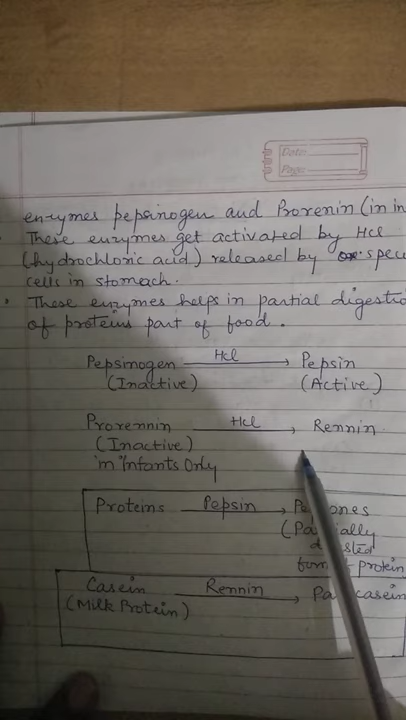 Date:
Page:
enzymes pepsinogen and Prorenin (in in
These enzymes get activated by HCl
(hydrochloric acid) released by spec
cells in stomach.
These enzymes helps in partial digestio
of proteins part of food.
Pepsinogen HCl → Pepsin
(Inactive) (Active)
Prorennin HCl → Rennin
(Inactive)
in Infants Only
Proteins Pepsin →
protein
Casein Rennin →
(Milk Protein)